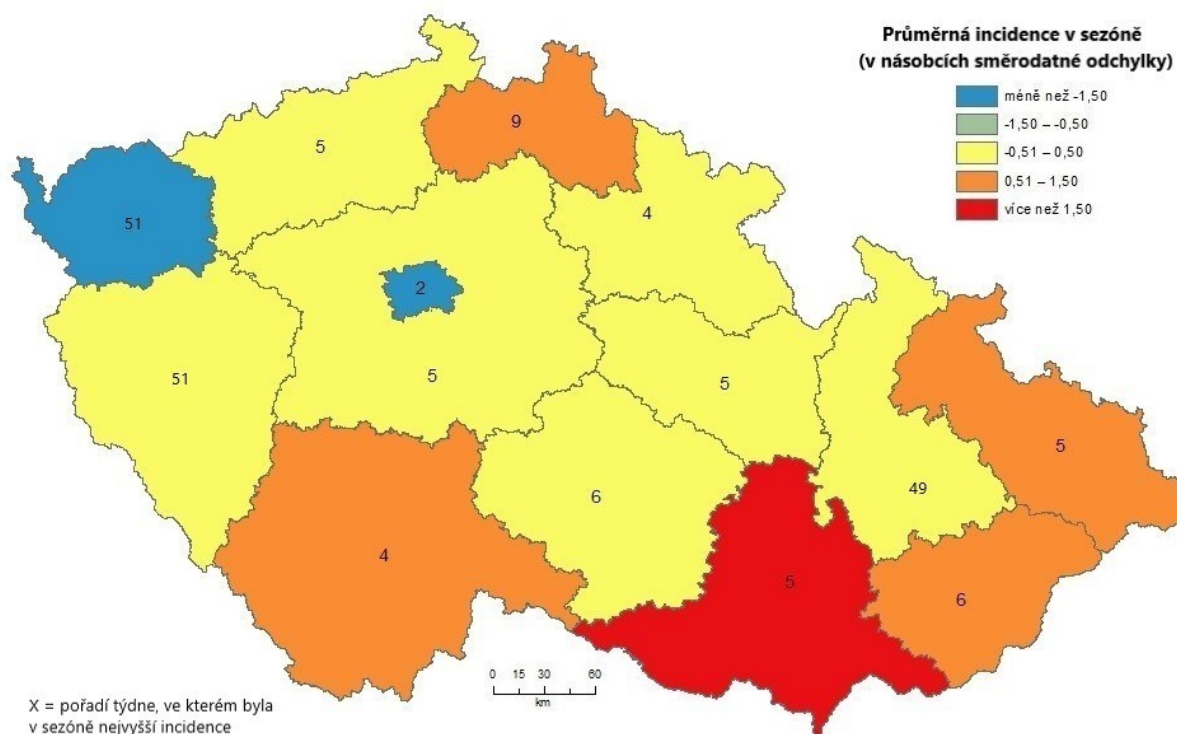 Průměrná incidence v sezóně
(v násobcích směrodatné odchylky)
méně než -1,50
-1,50 – -0,50
-0,51 – 0,50
0,51 – 1,50
více než 1,50
9
5
4
51
2
51
5
5
5
49
6
4
5
6
0 15 30 60
km
X = pořadí týdne, ve kterém byla
v sezóně nejvyšší incidence